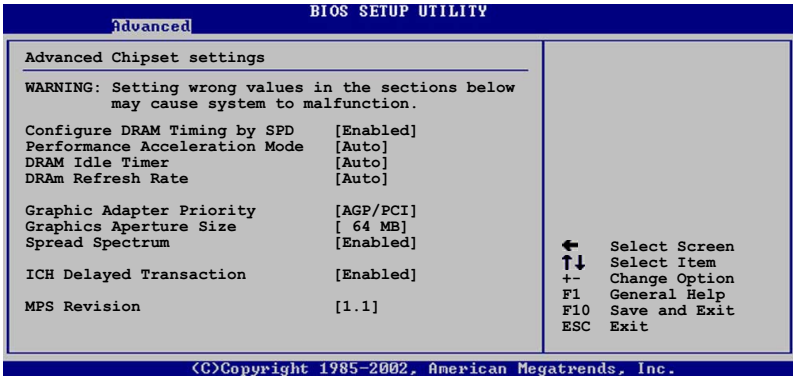 BIOS SETUP UTILITY
Advanced
Advanced Chipset settings
WARNING: Setting wrong values in the sections below
may cause system to malfunction.
Configure DRAM Timing by SPD [Enabled]
Performance Acceleration Mode [Auto]
DRAM Idle Timer [Auto]
DRAm Refresh Rate [Auto]
Graphic Adapter Priority [AGP/PCI]
Graphics Aperture Size [ 64 MB]
Spread Spectrum [Enabled]
ICH Delayed Transaction [Enabled]
MPS Revision [1.1]
← Select Screen
↑↓ Select Item
+- Change Option
F1 General Help
F10 Save and Exit
ESC Exit
(C)Copyright 1985-2002, American Megatrends, Inc.